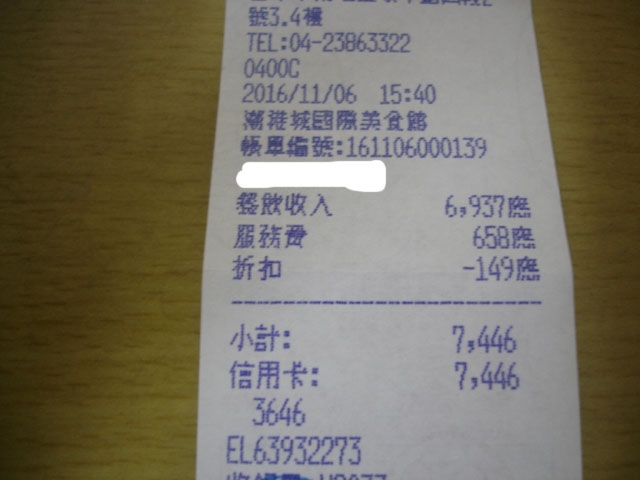 號3.4樓
TEL:04-23863322
0400C
2016/11/06 15:40
潮港城國際美食館
帳單編號:161106000139
餐飲收入 6,937應
服務費 658應
折扣 -149應
--------------------------
小計: 7,446
信用卡: 7,446
3646
EL63932273